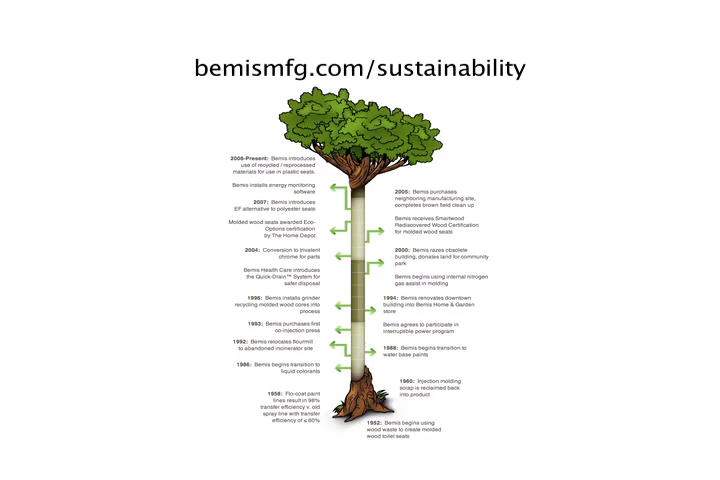 bemismfg.com/sustainability
2008-Present: Bemis introduces
use of recycled / reprocessed
materials for use in plastic seats.
Bemis installs energy monitoring
software
2007: Bemis introduces
EF alternative to polyester seats
Molded wood seats awarded Eco-
Options certification
by The Home Depot
2004: Conversion to trivalent
chrome for parts
Bemis Health Care introduces
the Quick-Drain™ System for
safer disposal
1996: Bemis installs grinder
recycling molded wood cores into
process
1993: Bemis purchases first
co-injection press
1992: Bemis relocates flourmill
to abandoned incinerator site
1986: Bemis begins transition to
liquid colorants
1958: Flo-coat paint
lines result in 98%
transfer efficiency v. old
spray line with transfer
efficiency of ≤ 60%
2005: Bemis purchases
neighboring manufacturing site,
completes brown field clean up
Bemis receives Smartwood
Rediscovered Wood Certification
for molded wood seats
2000: Bemis razes obsolete
building, donates land for community
park
Bemis begins using internal nitrogen
gas assist in molding
1994: Bemis renovates downtown
building into Bemis Home & Garden
store
Bemis agrees to participate in
interruptible power program
1988: Bemis begins transition to
water base paints
1960: Injection molding
scrap is reclaimed back
into product
1952: Bemis begins using
wood waste to create molded
wood toilet seats